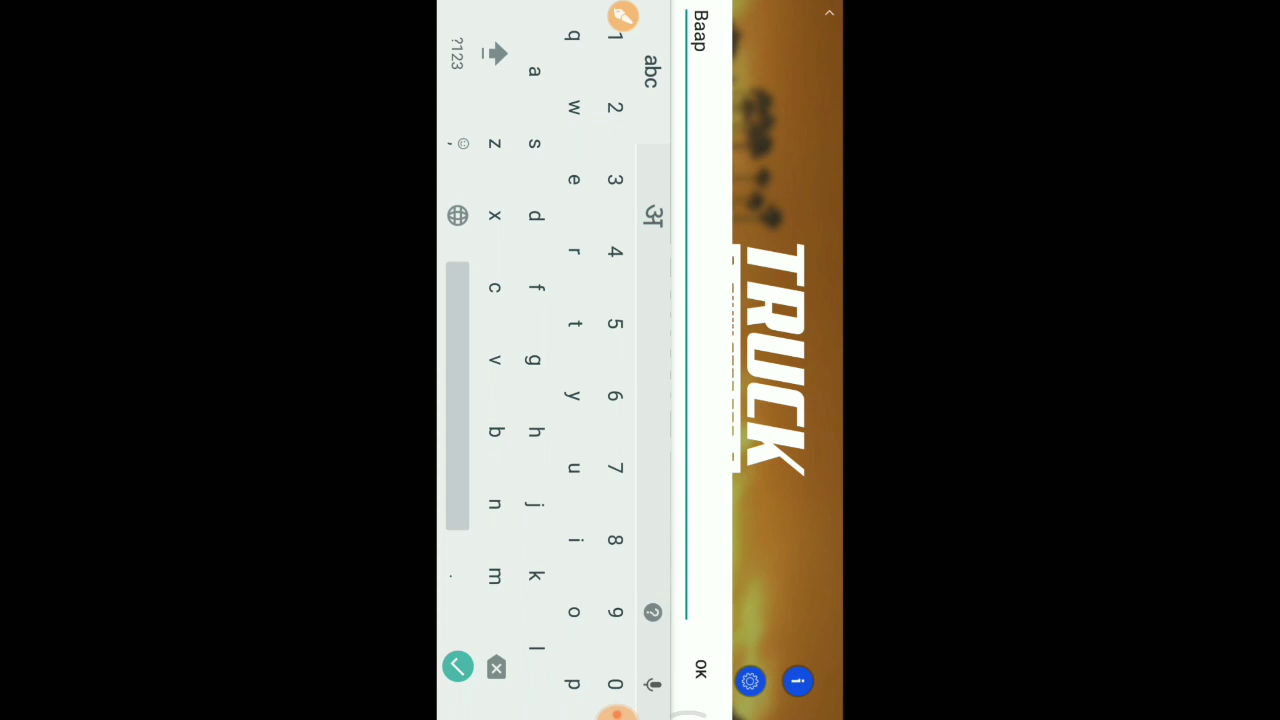 TRUCK
Baap
OK
abc
अ
1 2 3 4 5 6 7 8 9 0
q w e r t y u i o p
a s d f g h j k l
z x c v b n m
?123 , .